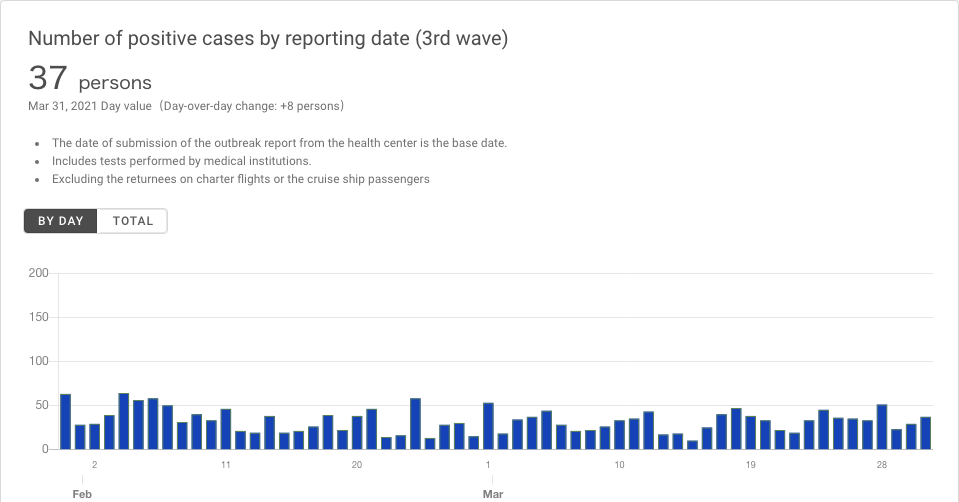 Number of positive cases by reporting date (3rd wave)
37 persons
Mar 31, 2021 Day value（Day-over-day change: +8 persons）
• The date of submission of the outbreak report from the health center is the base date.
• Includes tests performed by medical institutions.
• Excluding the returnees on charter flights or the cruise ship passengers
BY DAY TOTAL
200
150
100
50
0
2 11 20 1 10 19 28
Feb Mar